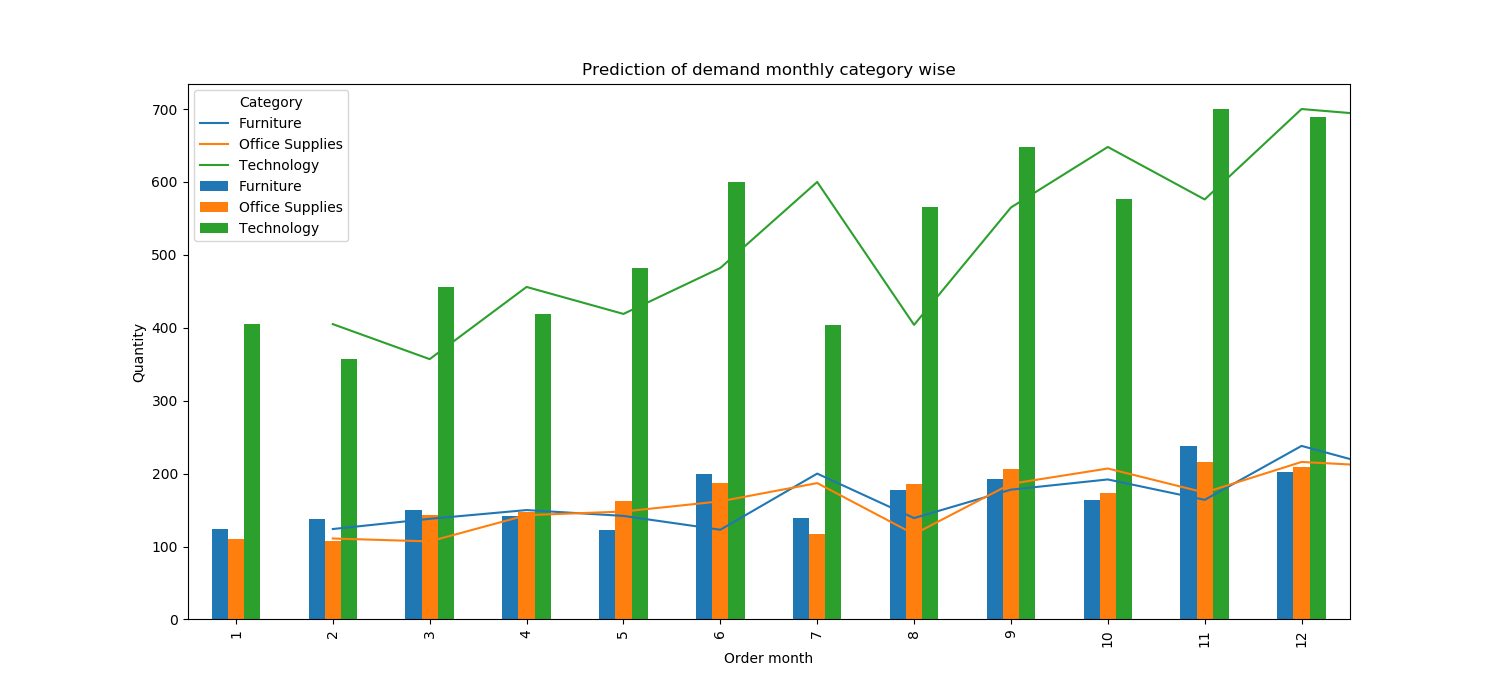 Prediction of demand monthly category wise
Category
Furniture
Office Supplies
Technology
Furniture
Office Supplies
Technology
700
600
500
400
300
200
100
0
Quantity
1 2 3 4 5 6 7 8 9 10 11 12
Order month